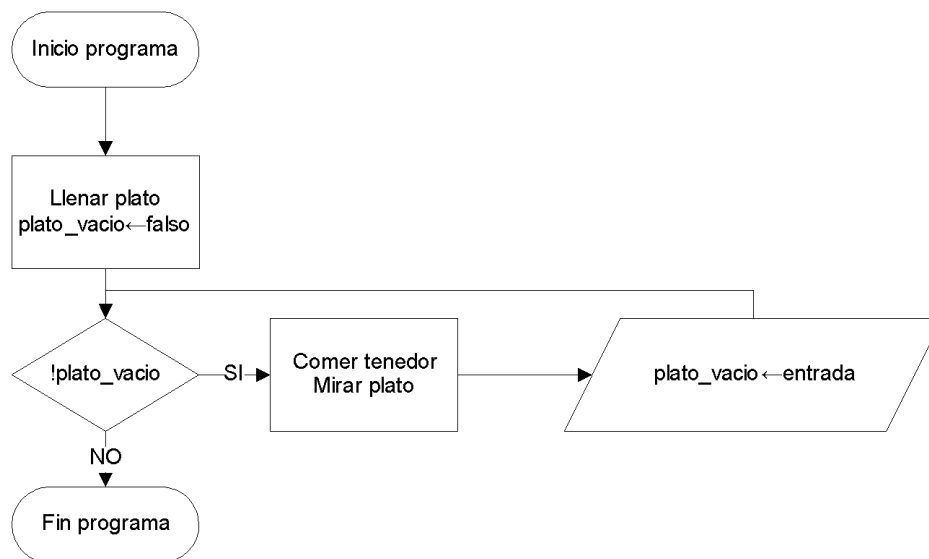 Inicio programa
Llenar plato
plato_vacio←falso
!plato_vacio
SI
Comer tenedor
Mirar plato
plato_vacio←entrada
NO
Fin programa